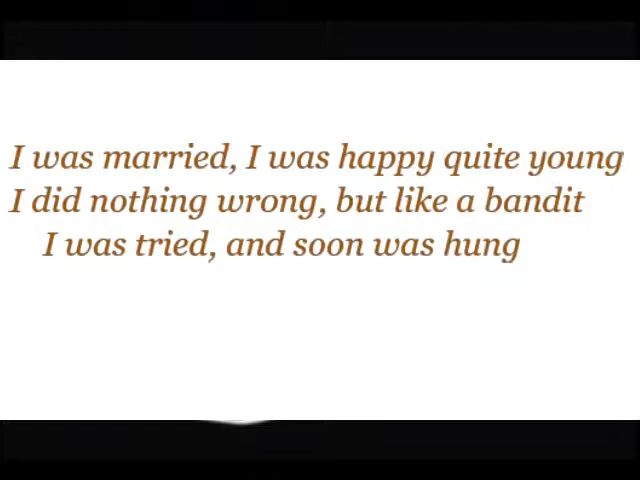 I was married, I was happy quite young
I did nothing wrong, but like a bandit
I was tried, and soon was hung